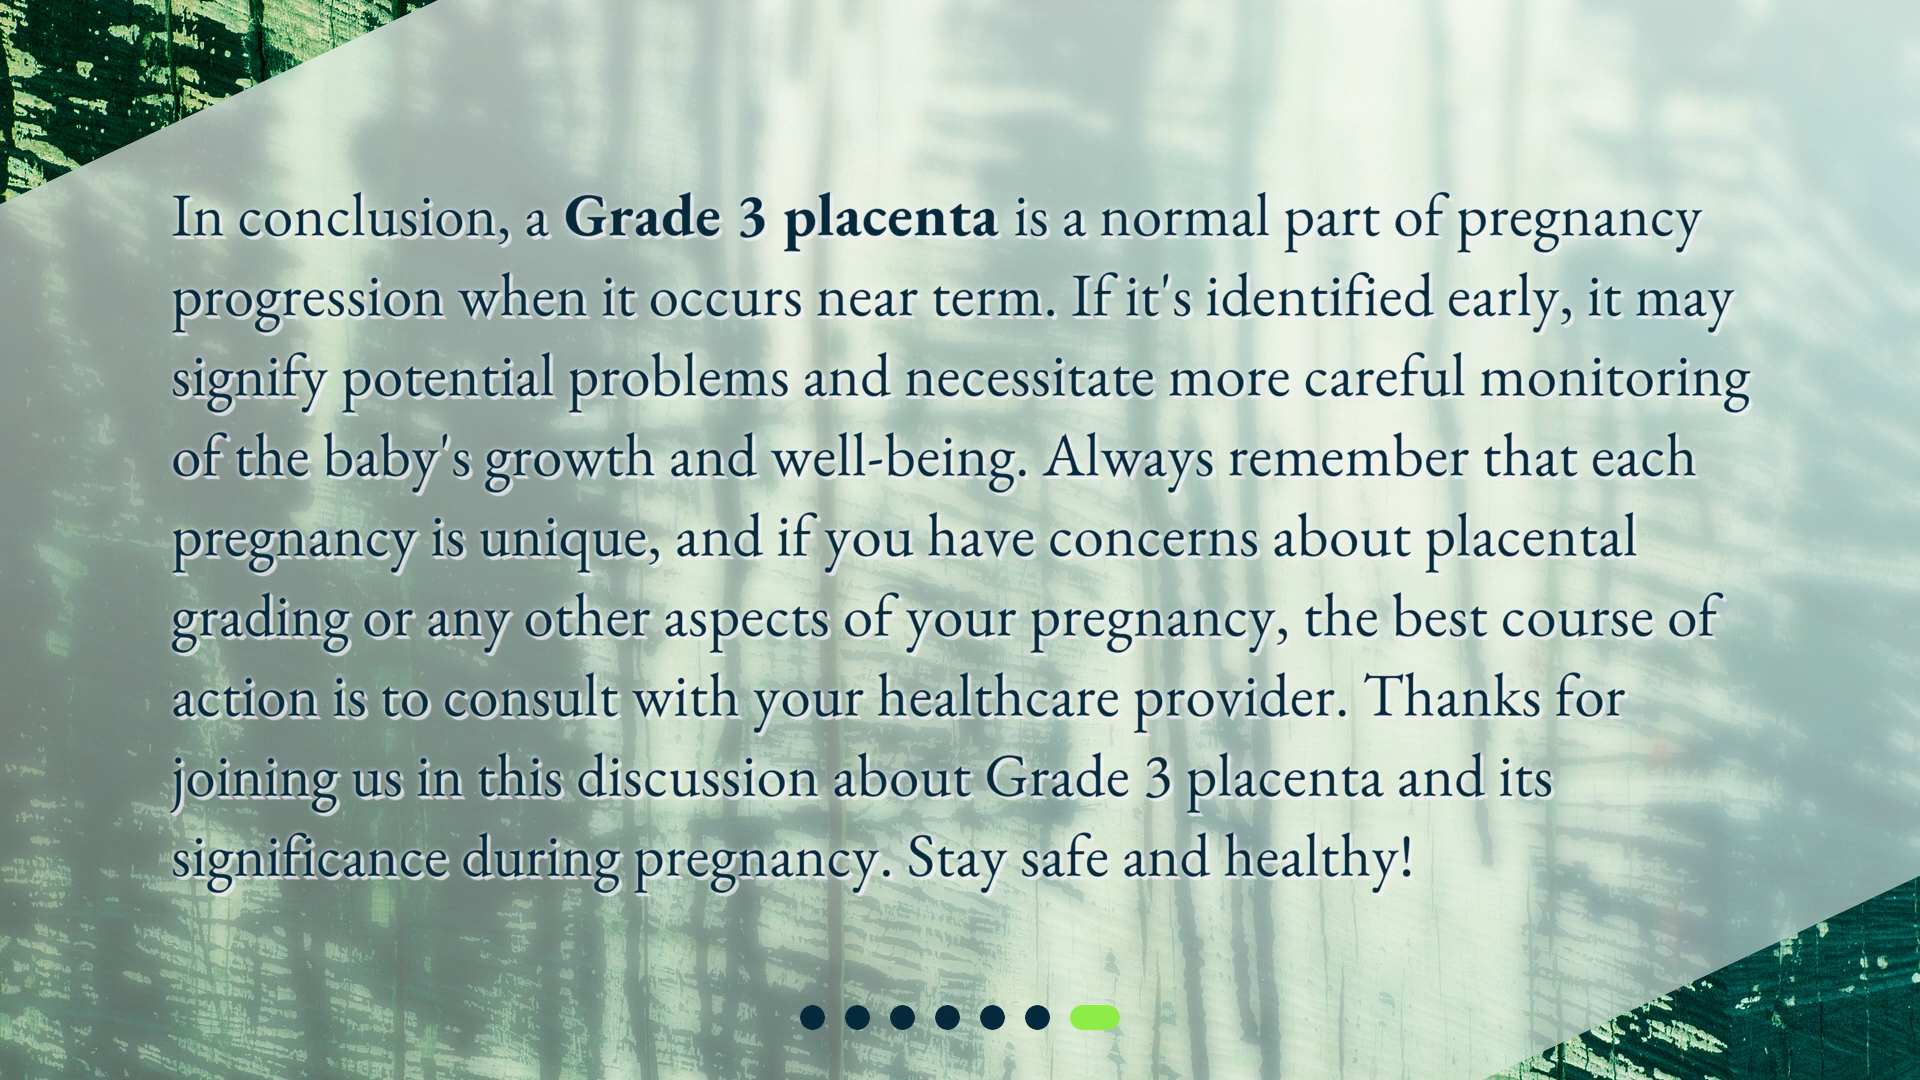 In conclusion, a Grade 3 placenta is a normal part of pregnancy
progression when it occurs near term. If it's identified early, it may
signify potential problems and necessitate more careful monitoring
of the baby's growth and well-being. Always remember that each
pregnancy is unique, and if you have concerns about placental
grading or any other aspects of your pregnancy, the best course of
action is to consult with your healthcare provider. Thanks for
joining us in this discussion about Grade 3 placenta and its
significance during pregnancy. Stay safe and healthy!